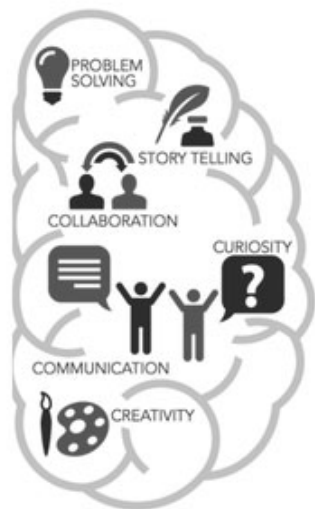 PROBLEM
SOLVING
STORY TELLING
COLLABORATION
CURIOSITY
?
COMMUNICATION
CREATIVITY